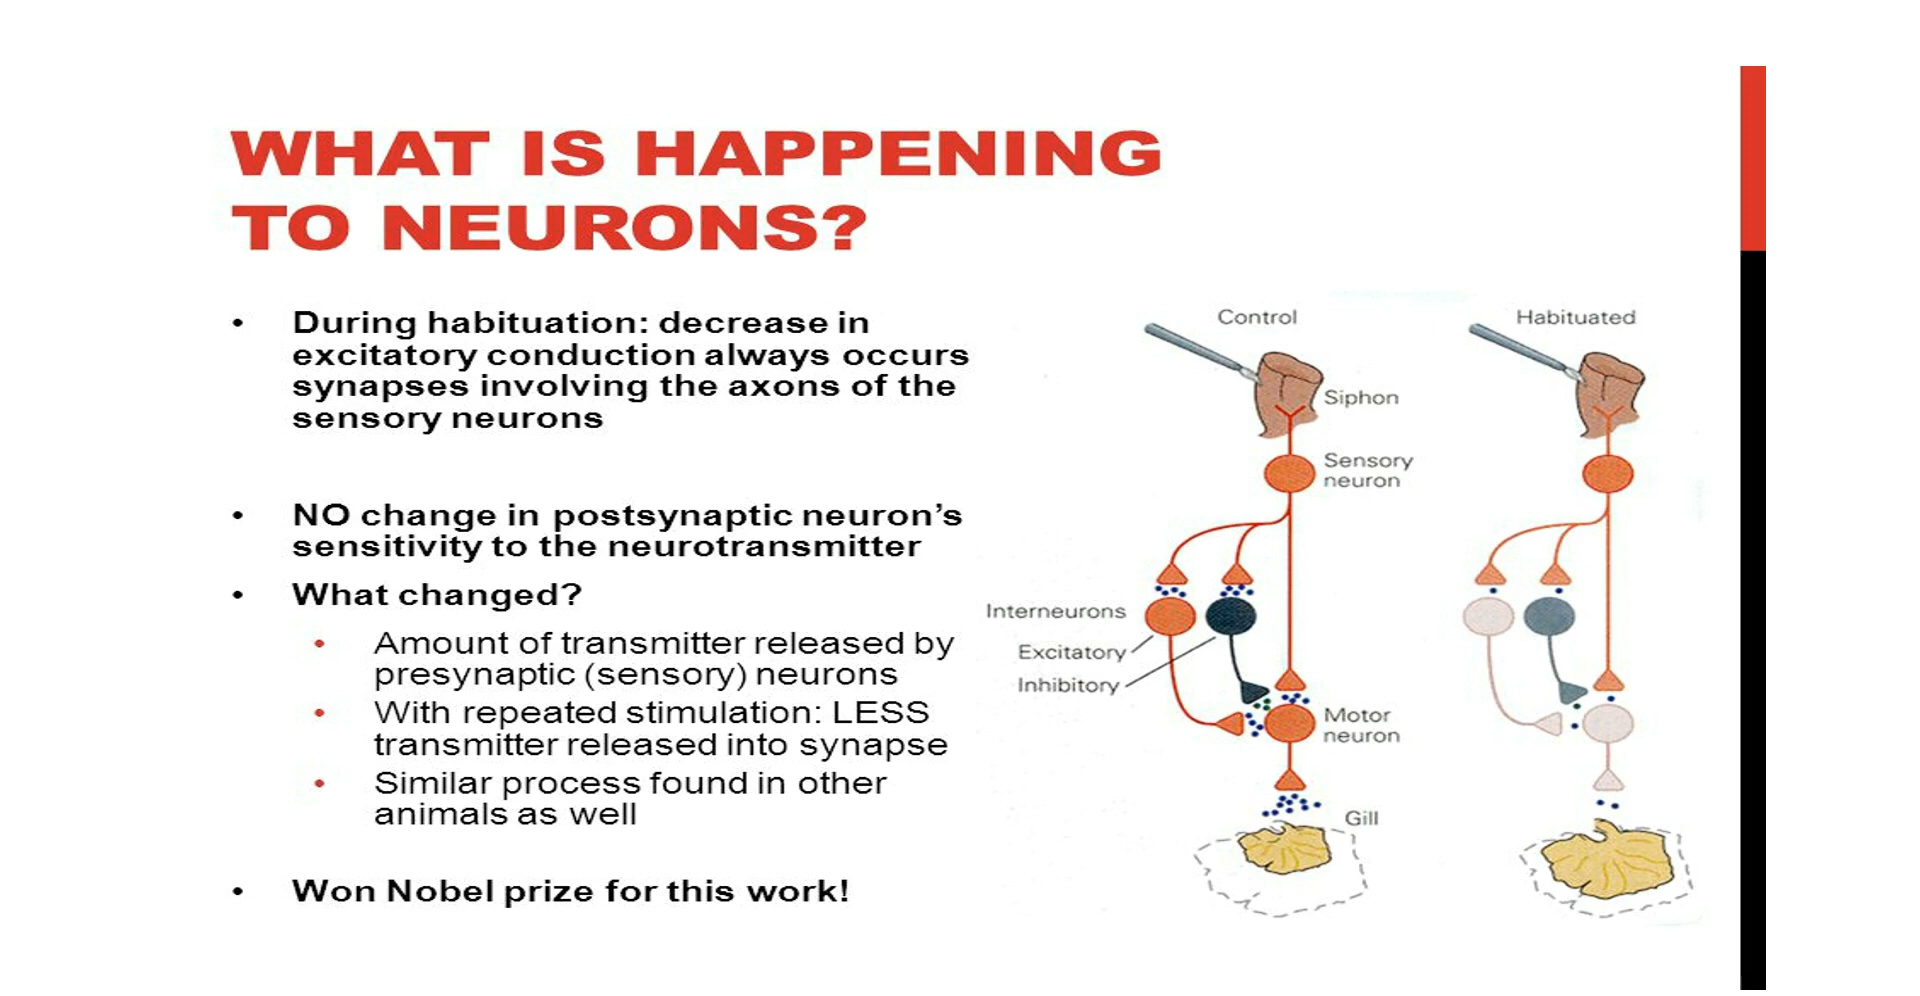 WHAT IS HAPPENING
TO NEURONS?
• During habituation: decrease in
excitatory conduction always occurs
synapses involving the axons of the
sensory neurons
• NO change in postsynaptic neuron's
sensitivity to the neurotransmitter
• What changed?
• Amount of transmitter released by
presynaptic (sensory) neurons
• With repeated stimulation: LESS
transmitter released into synapse
• Similar process found in other
animals as well
• Won Nobel prize for this work!
Control
Habituated
Siphon
Sensory
neuron
Interneurons
Excitatory
Inhibitory
Motor
neuron
Gill